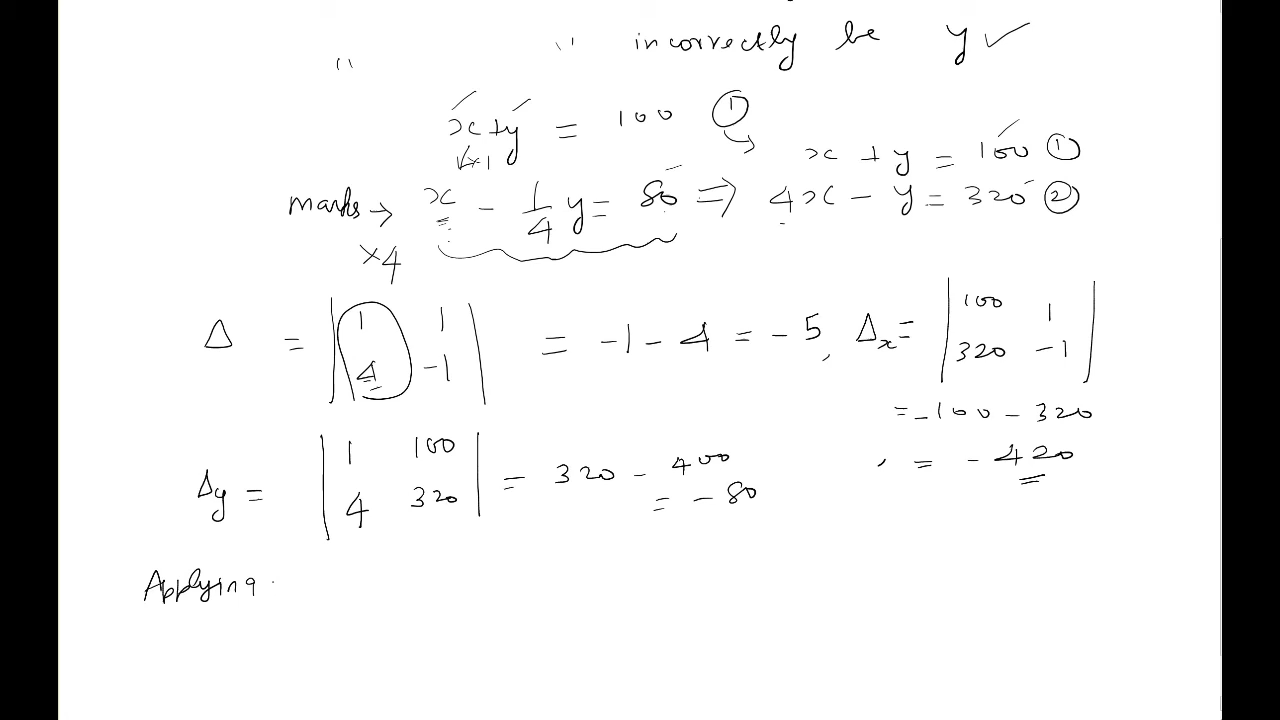 " " incorrectly be y ✓
x + y = 100 ①
x + y = 100 ①
marks → x - 1/4 y = 80 ⇒ 4x - y = 320 ②
×4
Δ = | 1 1 | = -1 - 4 = -5, Δx = | 100 1 |
| 4 -1 | | 320 -1 |
= -100 - 320
Δy = | 1 100 | = 320 - 400 , = -420
| 4 320 | = -80
Applying